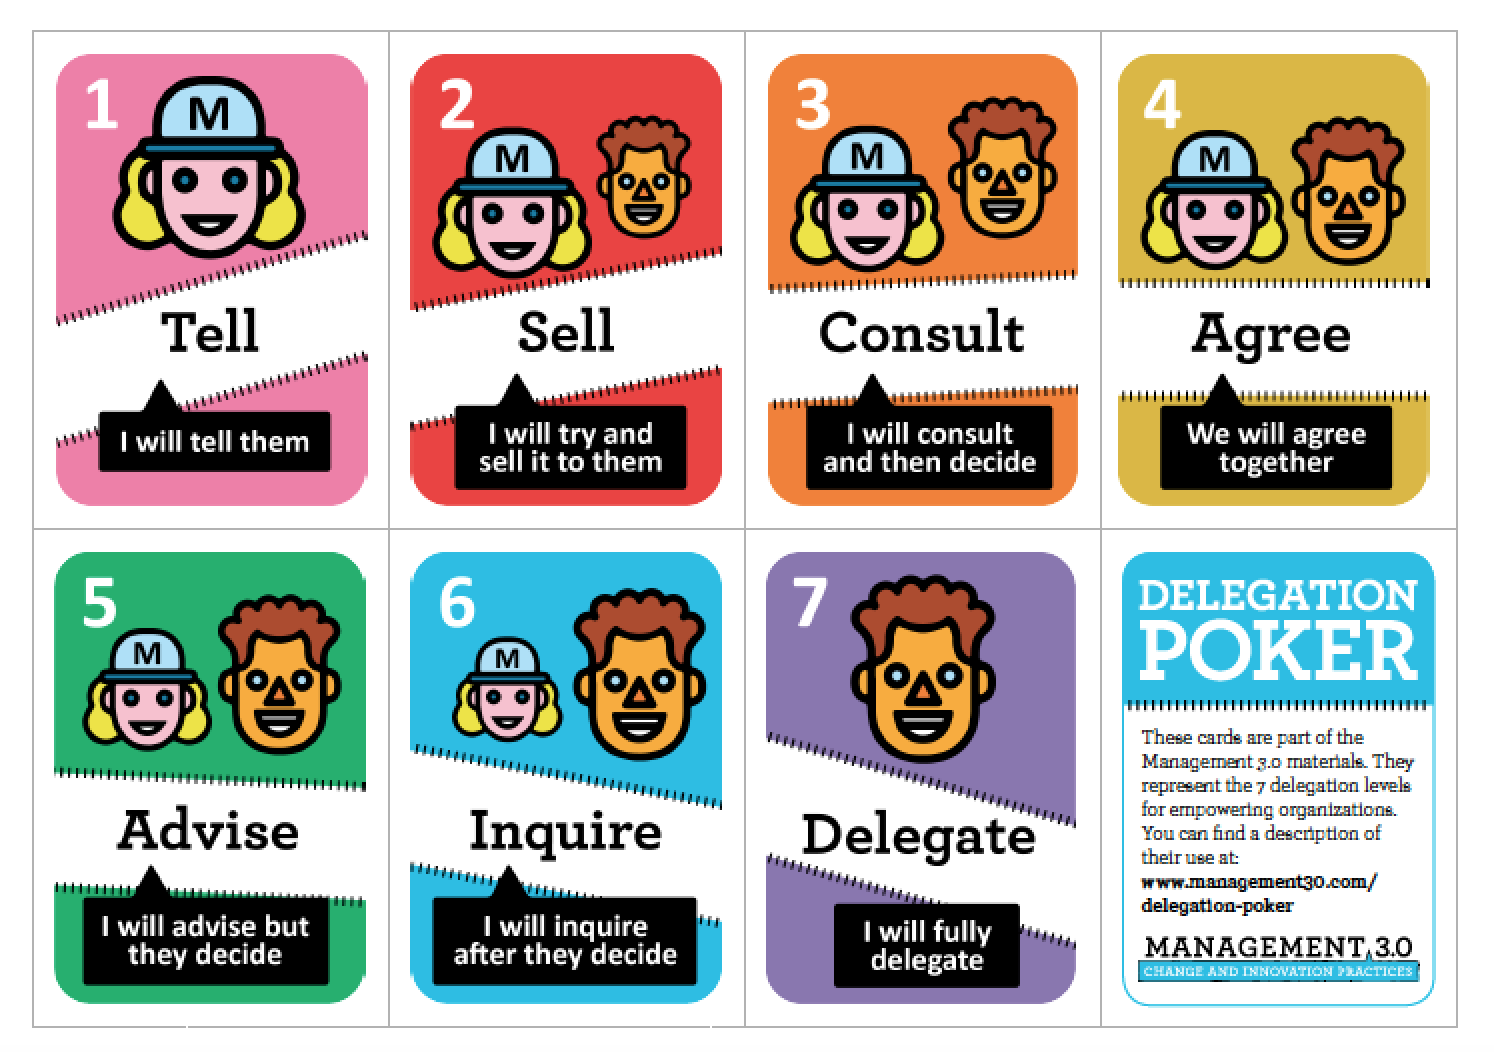 1
M
Tell
I will tell them
2
M
Sell
I will try and
sell it to them
3
M
Consult
I will consult
and then decide
4
M
Agree
We will agree
together
5
M
Advise
I will advise but
they decide
6
M
Inquire
I will inquire
after they decide
7
Delegate
I will fully
delegate
DELEGATION
POKER
These cards are part of the
Management 3.0 materials. They
represent the 7 delegation levels
for empowering organizations.
You can find a description of
their use at:
www.management30.com/
delegation-poker
MANAGEMENT 3.0
CHANGE AND INNOVATION PRACTICES